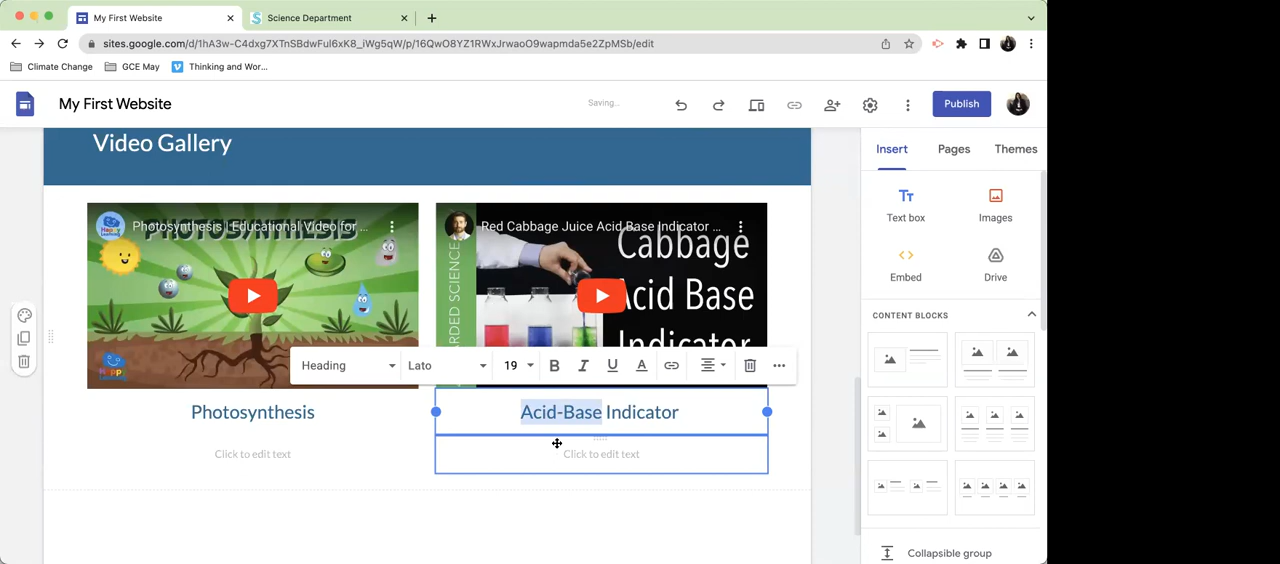 My First Website
Science Department
sites.google.com/d/1hA3w-C4dxg7XTnSBdwFul6xK8_iWg5qW/p/16QwO8YZ1RWxJrwaoO9wapmda5e2ZpMSb/edit
Climate Change
GCE May
Thinking and Wor...
My First Website
Saving...
Publish
Video Gallery
Insert
Pages
Themes
PHOTOSYNTHESIS
Photosynthesis | Educational Video for ...
Red Cabbage Juice Acid Base Indicator ...
Cabbage
Acid Base
Indicator
Text box
Images
Embed
Drive
CONTENT BLOCKS
Heading
Lato
19
B
I
U
A
Photosynthesis
Acid-Base Indicator
Click to edit text
Click to edit text
Collapsible group